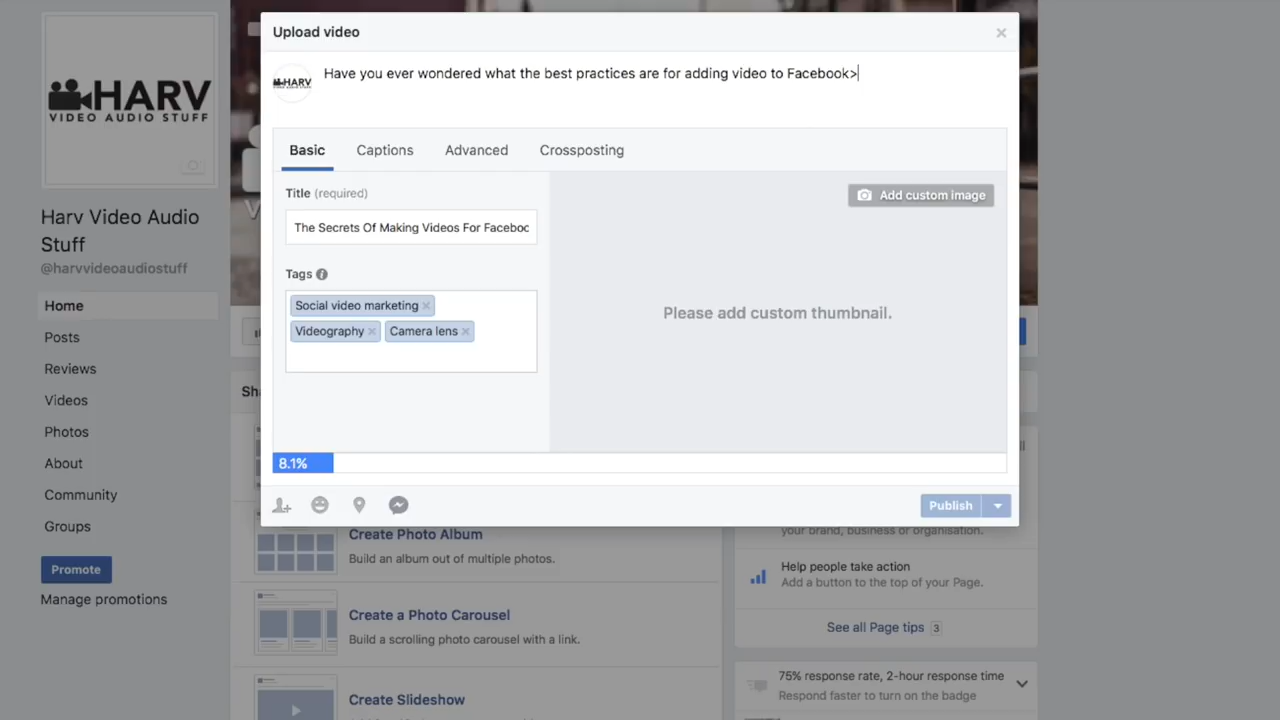 Upload video
HARV
Have you ever wondered what the best practices are for adding video to Facebook>
Basic
Captions
Advanced
Crossposting
Title (required)
Add custom image
The Secrets Of Making Videos For Faceboo
Tags
Social video marketing
Videography
Camera lens
Please add custom thumbnail.
8.1%
Publish
HARV
VIDEO AUDIO STUFF
Harv Video Audio
Stuff
@harvvideoaudiostuff
Home
Posts
Reviews
Videos
Photos
About
Community
Groups
Promote
Manage promotions
Create Photo Album
Build an album out of multiple photos.
Create a Photo Carousel
Build a scrolling photo carousel with a link.
Create Slideshow
your brand, business or organisation.
Help people take action
Add a button to the top of your Page.
See all Page tips 3
75% response rate, 2-hour response time
Respond faster to turn on the badge